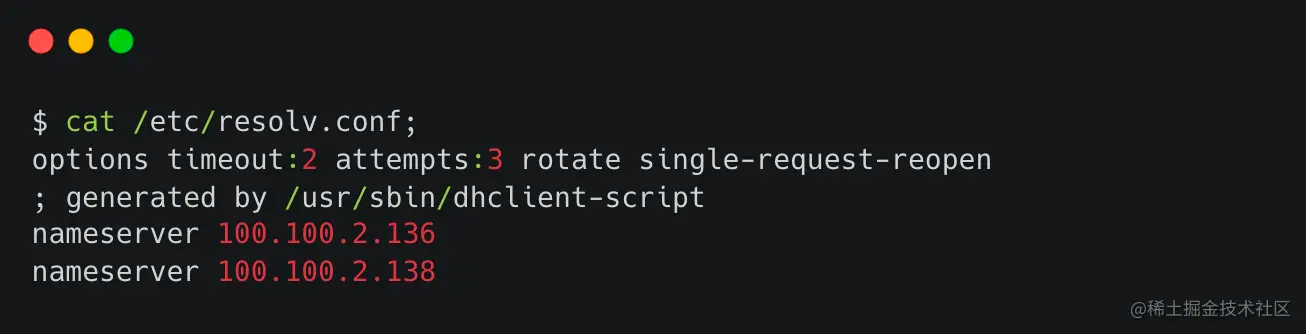 $ cat /etc/resolv.conf;
options timeout:2 attempts:3 rotate single-request-reopen
; generated by /usr/sbin/dhclient-script
nameserver 100.100.2.136
nameserver 100.100.2.138
@稀土掘金技术社区